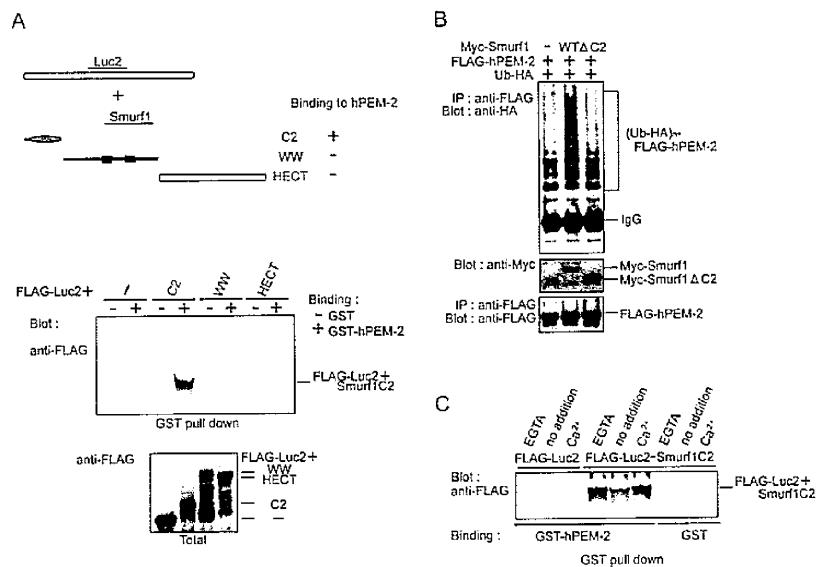 A
Luc2
+
Smurf1
Binding to hPEM-2
C2 +
WW -
HECT -
FLAG-Luc2+ / C2 WW HECT
- + - + - + - +
Binding :
- GST
+ GST-hPEM-2
Blot :
anti-FLAG
FLAG-Luc2+
Smurf1C2
GST pull down
anti-FLAG
FLAG-Luc2+
WW
HECT
C2
-
Total
B
Myc-Smurf1 - WT Δ C2
FLAG-hPEM-2 + + +
Ub-HA + + +
IP : anti-FLAG
Blot : anti-HA
(Ub-HA)n-
FLAG-hPEM-2
IgG
Blot : anti-Myc
Myc-Smurf1
Myc-Smurf1 Δ C2
IP : anti-FLAG
Blot : anti-FLAG
FLAG-hPEM-2
C
EGTA no addition Ca2+ EGTA no addition Ca2+ EGTA no addition Ca2+
FLAG-Luc2 FLAG-Luc2-Smurf1C2
Blot :
anti-FLAG
FLAG-Luc2+
Smurf1C2
Binding : GST-hPEM-2 GST
GST pull down